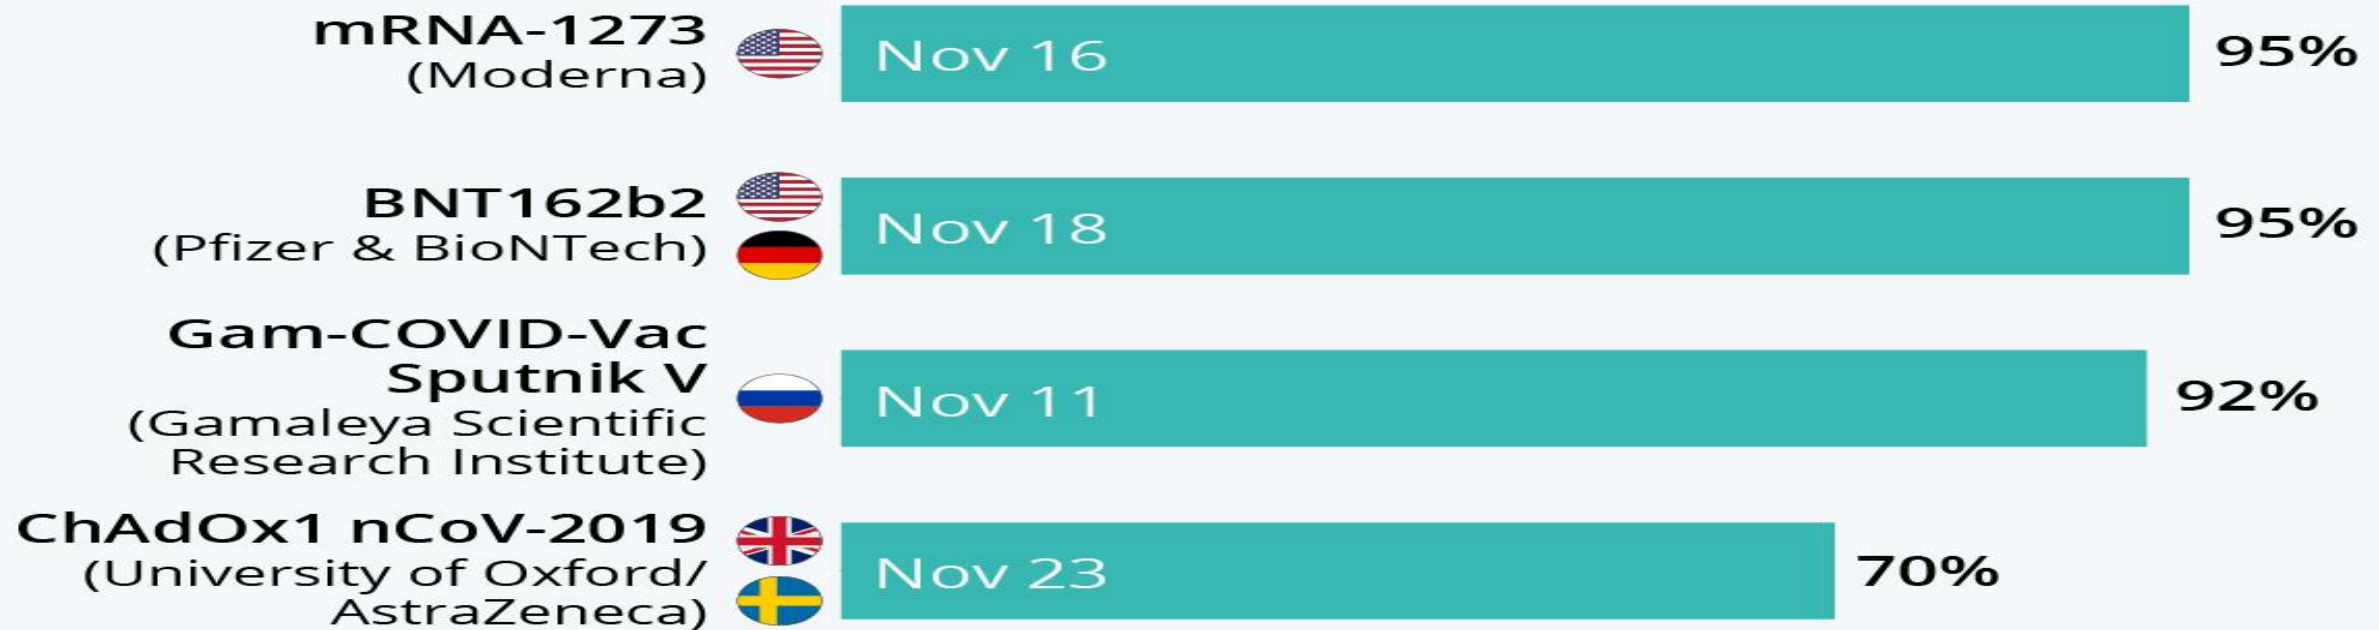 mRNA-1273
(Moderna)
Nov 16
95%
BNT162b2
(Pfizer & BioNTech)
Nov 18
95%
Gam-COVID-Vac
Sputnik V
(Gamaleya Scientific
Research Institute)
Nov 11
92%
ChAdOx1 nCoV-2019
(University of Oxford/
AstraZeneca)
Nov 23
70%